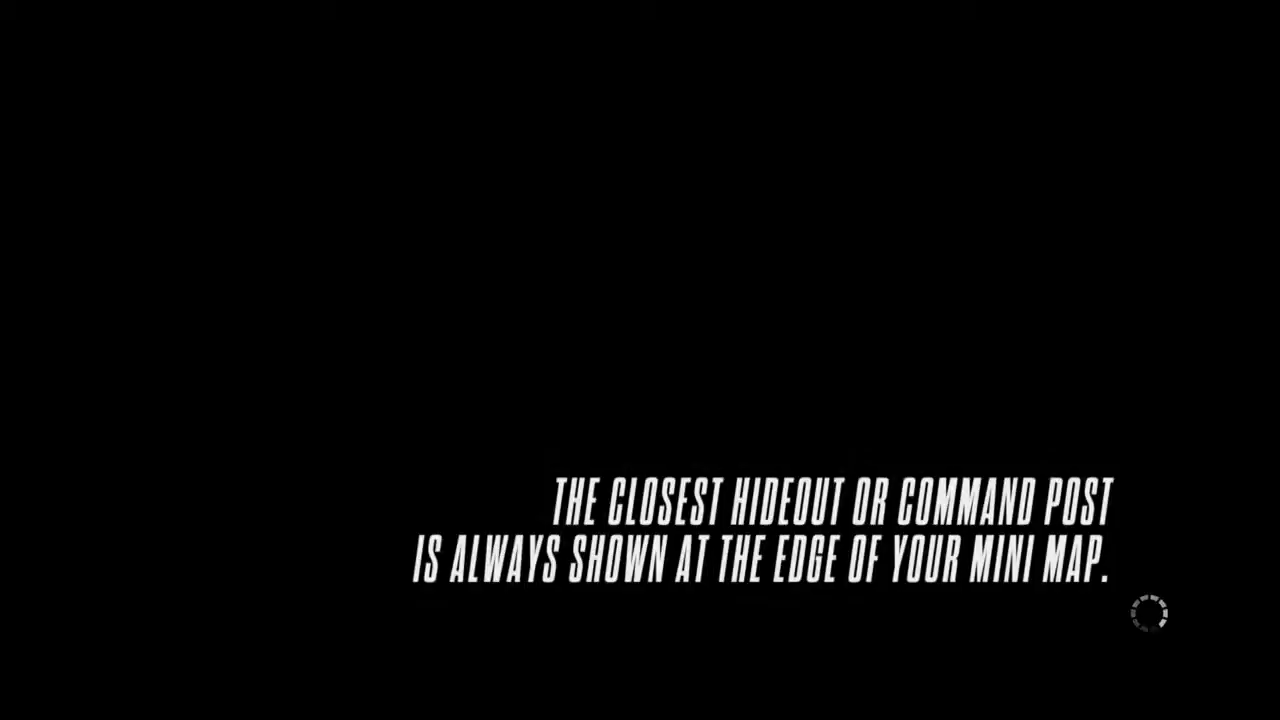 THE CLOSEST HIDEOUT OR COMMAND POST
IS ALWAYS SHOWN AT THE EDGE OF YOUR MINI MAP.